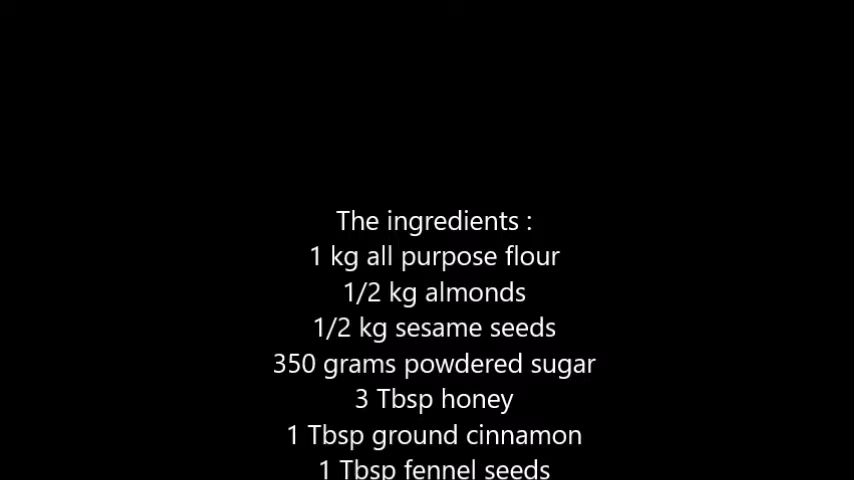 The ingredients :
1 kg all purpose flour
1/2 kg almonds
1/2 kg sesame seeds
350 grams powdered sugar
3 Tbsp honey
1 Tbsp ground cinnamon
1 Tbsp fennel seeds